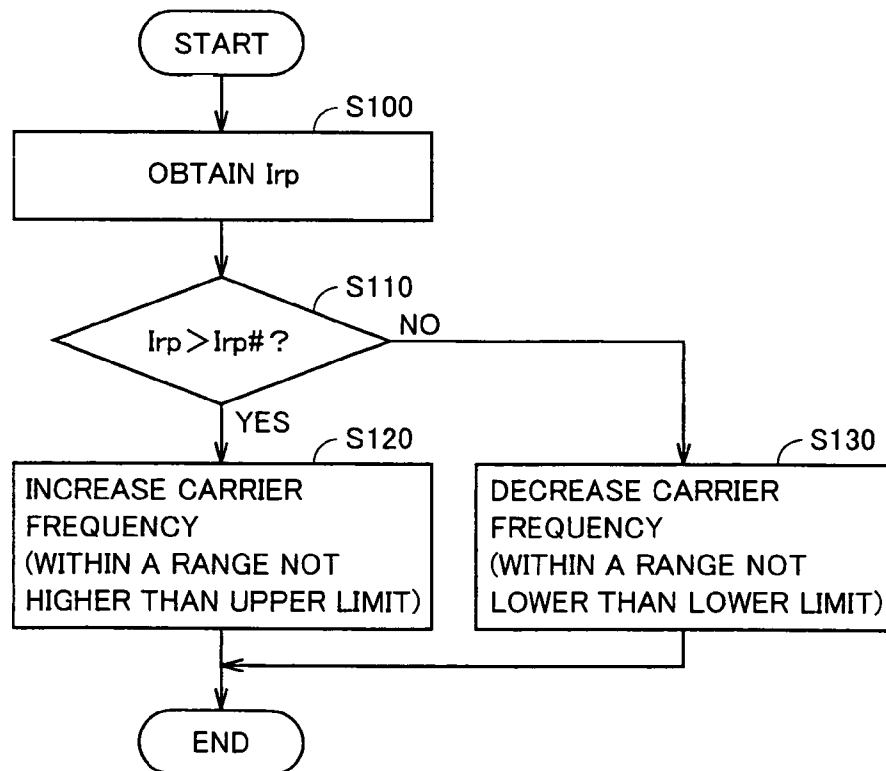 START
S100
OBTAIN Irp
S110
Irp＞Irp#?
NO
YES
S120
INCREASE CARRIER
FREQUENCY
(WITHIN A RANGE NOT
HIGHER THAN UPPER LIMIT)
S130
DECREASE CARRIER
FREQUENCY
(WITHIN A RANGE NOT
LOWER THAN LOWER LIMIT)
END